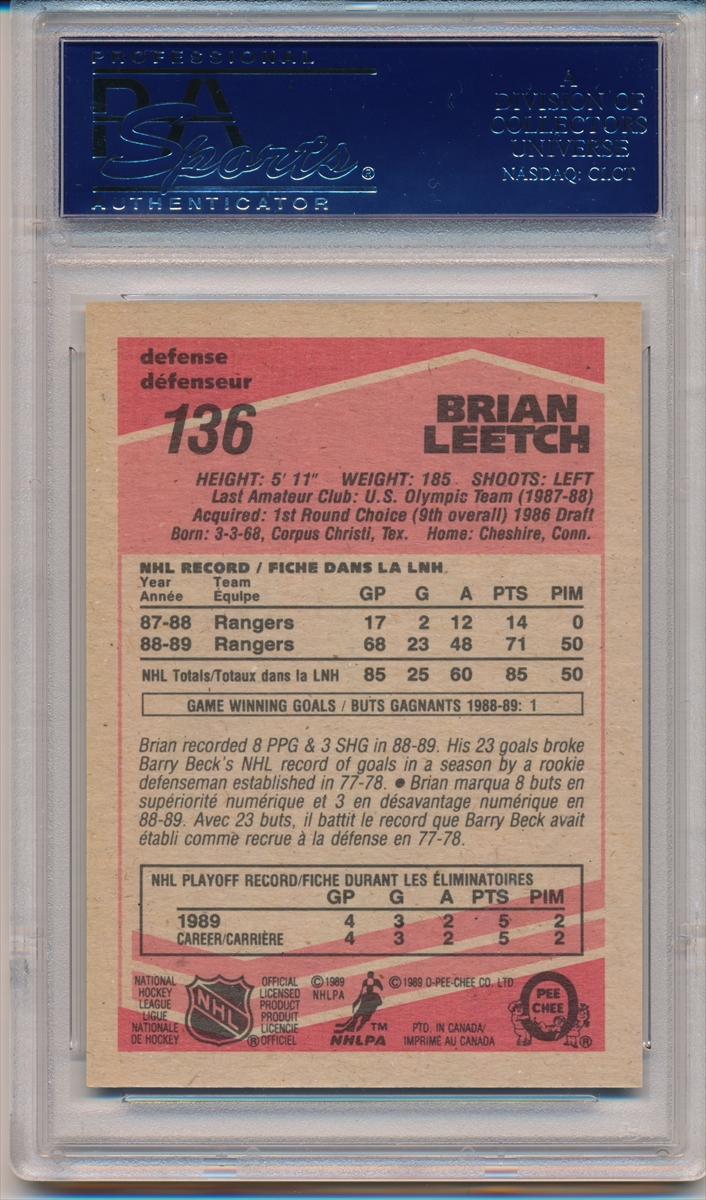 PROFESSIONAL
PSA
Sports®
AUTHENTICATOR
A
DIVISION OF
COLLECTORS
UNIVERSE
NASDAQ: CLCT
defense
défenseur
136
BRIAN
LEETCH
HEIGHT: 5' 11" WEIGHT: 185 SHOOTS: LEFT
Last Amateur Club: U.S. Olympic Team (1987-88)
Acquired: 1st Round Choice (9th overall) 1986 Draft
Born: 3-3-68, Corpus Christi, Tex. Home: Cheshire, Conn.
NHL RECORD / FICHE DANS LA LNH
Year Team
Année Équipe GP G A PTS PIM
87-88 Rangers 17 2 12 14 0
88-89 Rangers 68 23 48 71 50
NHL Totals/Totaux dans la LNH 85 25 60 85 50
GAME WINNING GOALS / BUTS GAGNANTS 1988-89: 1
Brian recorded 8 PPG & 3 SHG in 88-89. His 23 goals broke
Barry Beck's NHL record of goals in a season by a rookie
defenseman established in 77-78. ● Brian marqua 8 buts en
supériorité numérique et 3 en désavantage numérique en
88-89. Avec 23 buts, il battit le record que Barry Beck avait
établi comme recrue à la défense en 77-78.
NHL PLAYOFF RECORD/FICHE DURANT LES ÉLIMINATOIRES
GP G A PTS PIM
1989 4 3 2 5 2
CAREER/CARRIÈRE 4 3 2 5 2
NATIONAL
HOCKEY
LEAGUE
LIGUE
NATIONALE
DE HOCKEY
NHL
®
OFFICIAL
LICENSED
PRODUCT
PRODUIT
LICENCIE
OFFICIEL
© 1989
NHLPA
TM
NHLPA
© 1989 O-PEE-CHEE CO. LTD.
PTD. IN CANADA/
IMPRIMÉ AU CANADA
PEE
CHEE
®